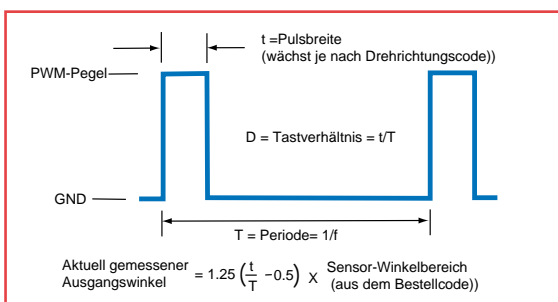 t =Pulsbreite
(wächst je nach Drehrichtungscode))
PWM-Pegel
D = Tastverhältnis = t/T
GND
T = Periode= 1/f
Aktuell gemessener Ausgangswinkel = 1.25 (t/T −0.5) X Sensor-Winkelbereich (aus dem Bestellcode))